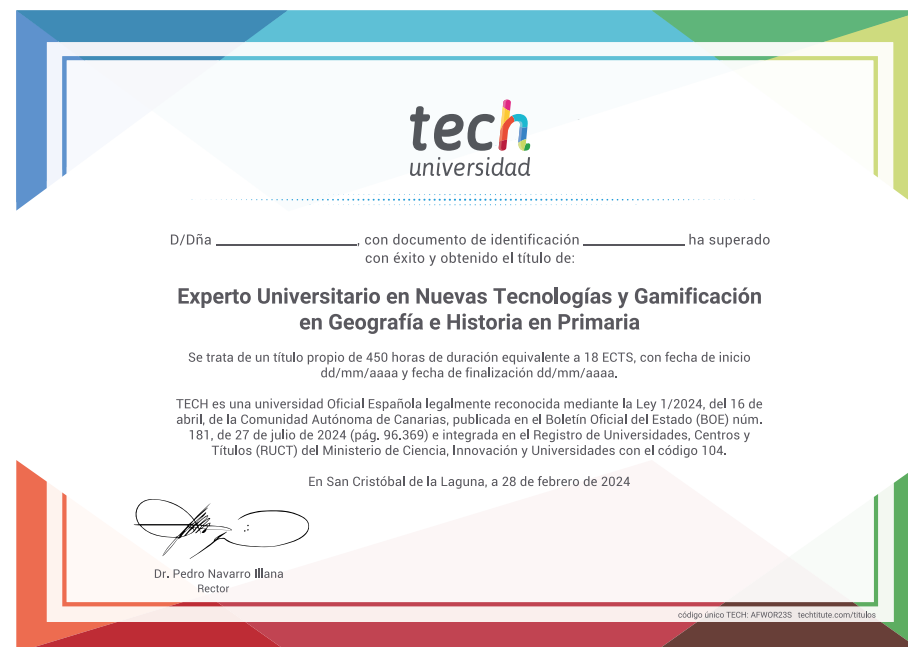 tech
universidad
D/Dña ______________, con documento de identificación __________ ha superado
con éxito y obtenido el título de:
Experto Universitario en Nuevas Tecnologías y Gamificación
en Geografía e Historia en Primaria
Se trata de un título propio de 450 horas de duración equivalente a 18 ECTS, con fecha de inicio
dd/mm/aaaa y fecha de finalización dd/mm/aaaa.
TECH es una universidad Oficial Española legalmente reconocida mediante la Ley 1/2024, del 16 de
abril, de la Comunidad Autónoma de Canarias, publicada en el Boletín Oficial del Estado (BOE) núm.
181, de 27 de julio de 2024 (pág. 96.369) e integrada en el Registro de Universidades, Centros y
Títulos (RUCT) del Ministerio de Ciencia, Innovación y Universidades con el código 104.
En San Cristóbal de la Laguna, a 28 de febrero de 2024
Dr. Pedro Navarro Illana
Rector
código único TECH: AFWOR23S techtitute.com/titulos